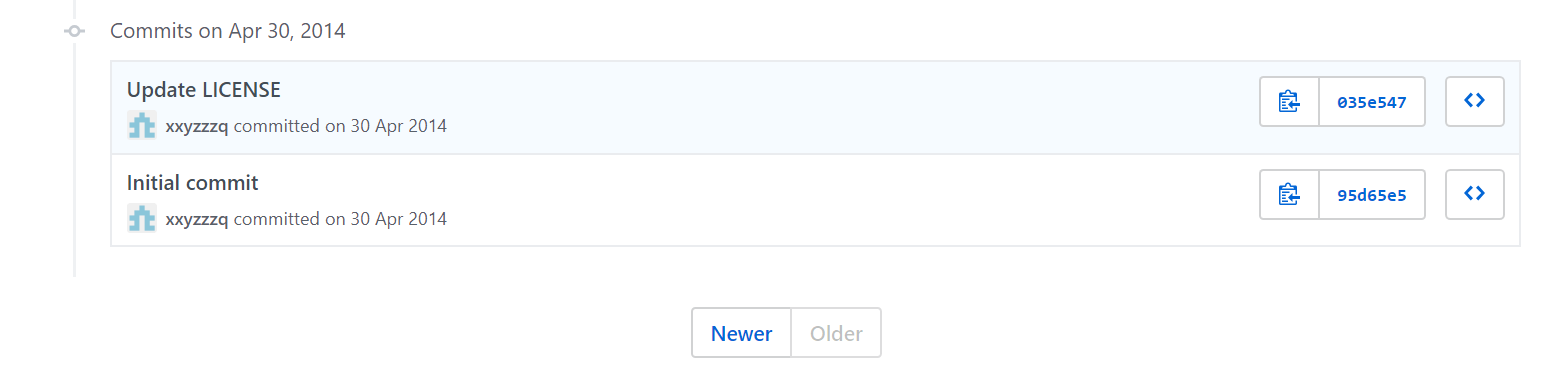 Commits on Apr 30, 2014
Update LICENSE
035e547
xxyzzzq committed on 30 Apr 2014
Initial commit
95d65e5
xxyzzzq committed on 30 Apr 2014
Newer Older